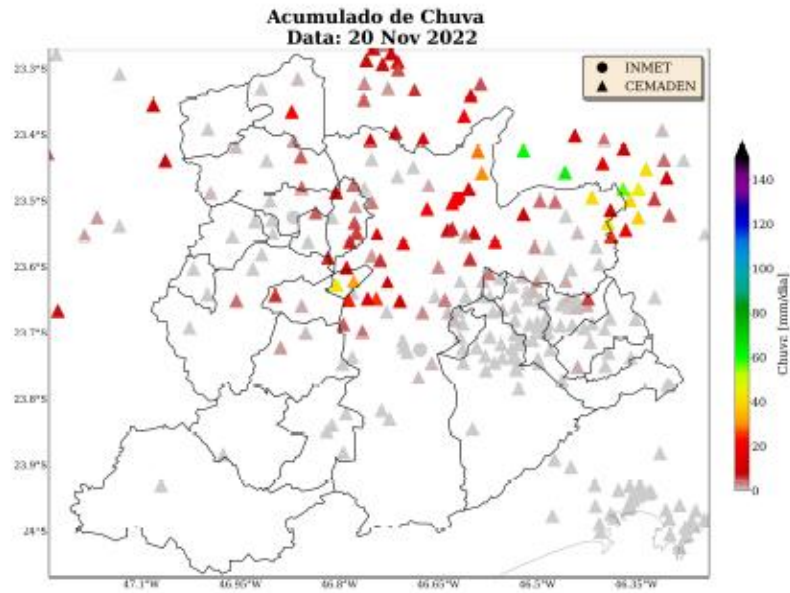 Acumulado de Chuva
Data: 20 Nov 2022
INMET
CEMADEN
23.3°S
23.4°S
23.5°S
23.6°S
23.7°S
23.8°S
23.9°S
24°S
47.1°W
46.95°W
46.8°W
46.65°W
46.5°W
46.35°W
140
120
100
80
60
40
20
0
Chuva [mm/dia]